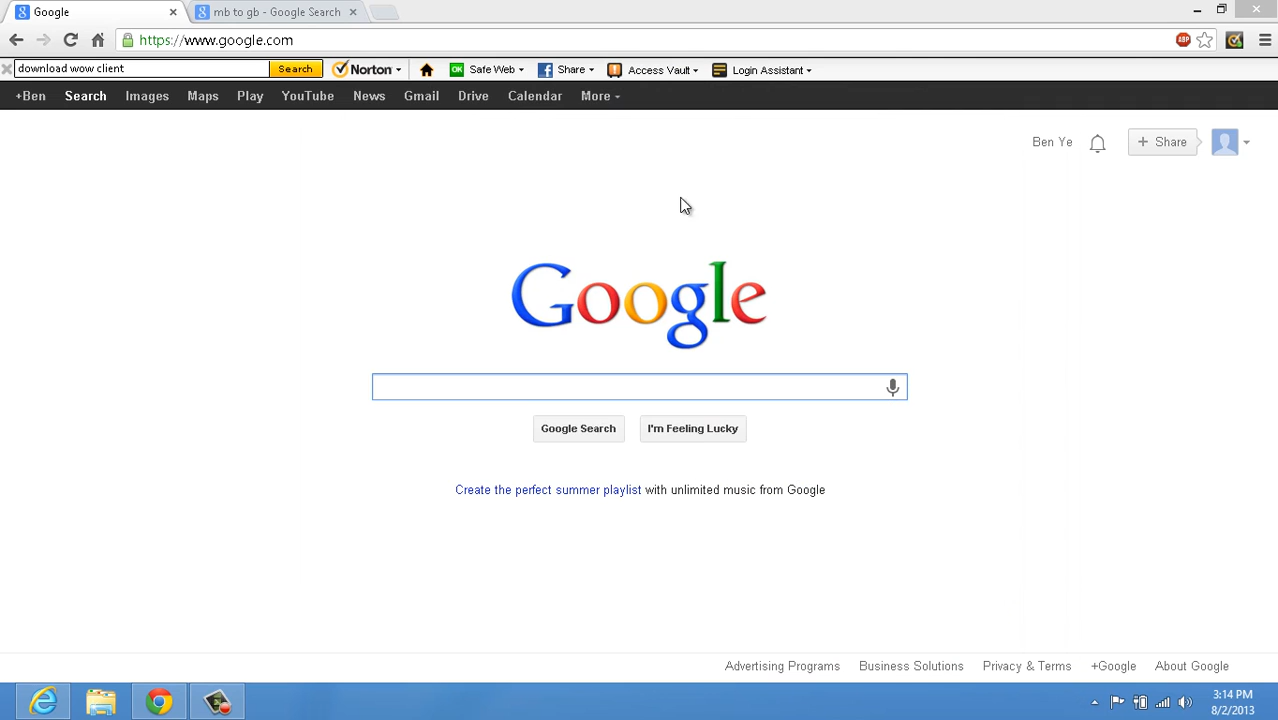 Google
mb to gb - Google Search
https://www.google.com
ABP
download wow client Search Norton OK Safe Web Share Access Vault Login Assistant
+Ben Search Images Maps Play YouTube News Gmail Drive Calendar More
Ben Ye + Share
Google
Google Search I'm Feeling Lucky
Create the perfect summer playlist with unlimited music from Google
Advertising Programs Business Solutions Privacy & Terms +Google About Google
3:14 PM
8/2/2013